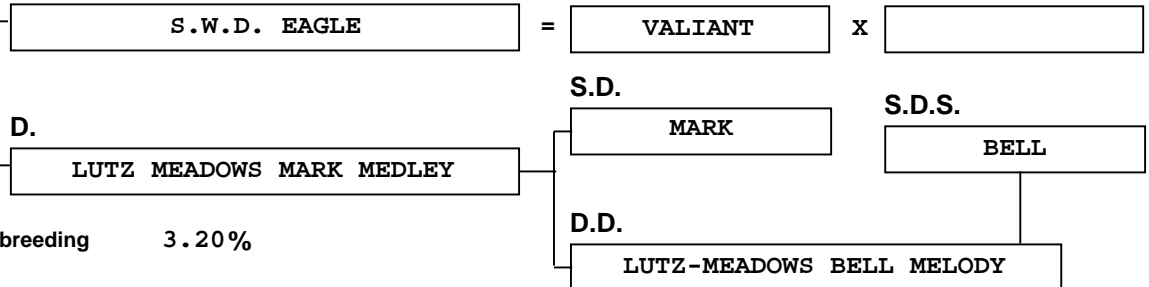 S.W.D. EAGLE = VALIANT X
S.D.
S.D.S.
D.
MARK
BELL
LUTZ MEADOWS MARK MEDLEY
D.D.
breeding 3.20%
LUTZ-MEADOWS BELL MELODY